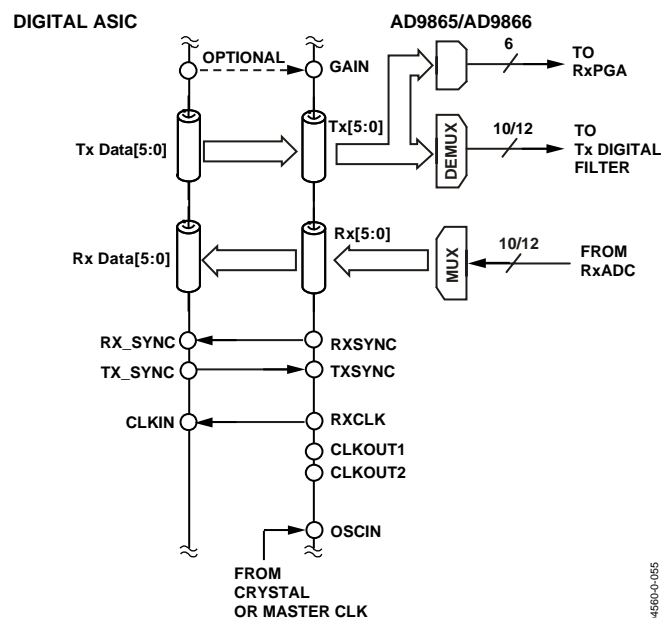 DIGITAL ASIC
AD9865/AD9866
OPTIONAL
GAIN
6
TO
RxPGA
Tx Data[5:0]
Tx[5:0]
DEMUX
10/12
TO
Tx DIGITAL
FILTER
Rx Data[5:0]
Rx[5:0]
MUX
10/12
FROM
RxADC
RX_SYNC
RXSYNC
TX_SYNC
TXSYNC
CLKIN
RXCLK
CLKOUT1
CLKOUT2
OSCIN
FROM
CRYSTAL
OR MASTER CLK
04560-0-055